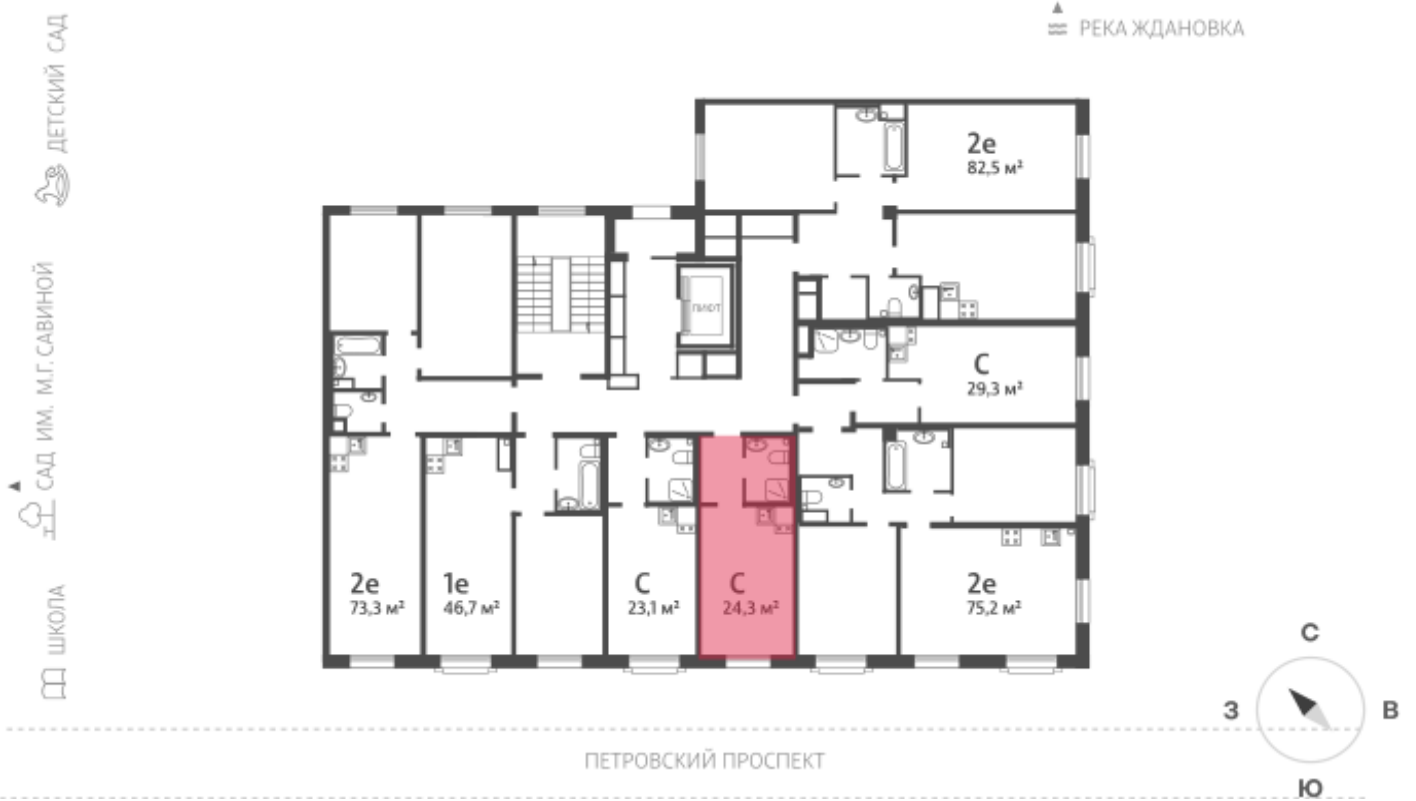 РЕКА ЖДАНОВКА
ДЕТСКИЙ САД
САД ИМ. М.Г. САВИНОЙ
ШКОЛА
2е
82,5 м²
ЛИФТ
С
29,3 м²
2е
73,3 м²
1е
46,7 м²
С
23,1 м²
С
24,3 м²
2е
75,2 м²
С
З
В
Ю
ПЕТРОВСКИЙ ПРОСПЕКТ